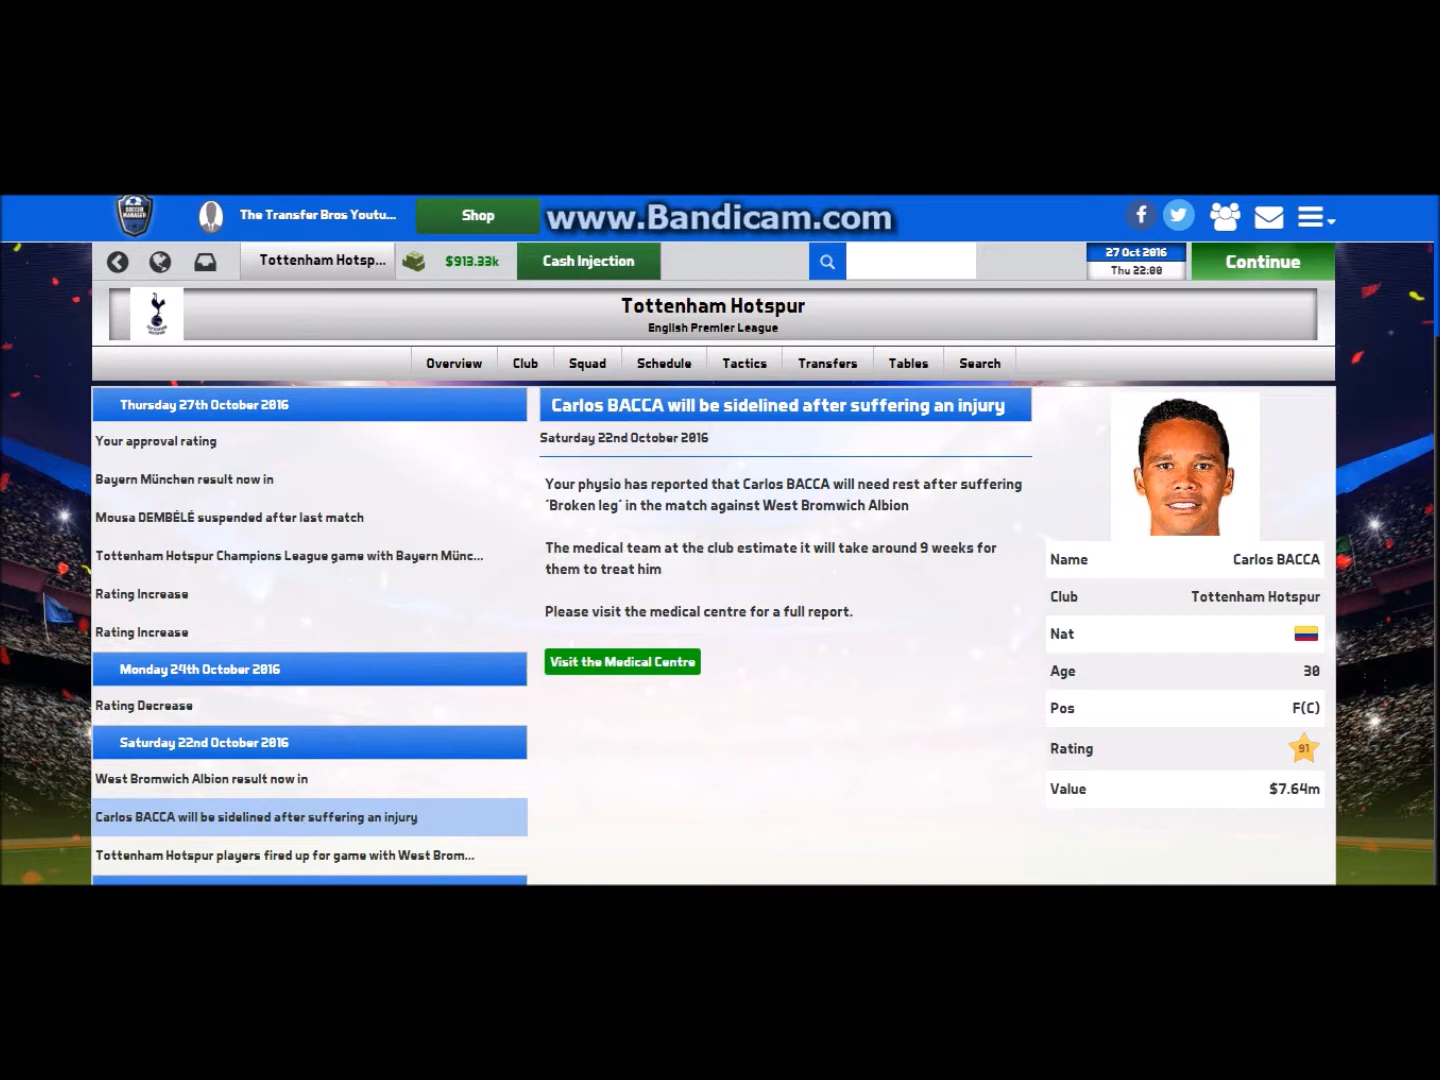 SOCCER
MANAGER
The Transfer Bros Youtu...
Shop
www.Bandicam.com
Tottenham Hotsp...
$913.33k
Cash Injection
27 Oct 2016
Thu 22:00
Continue
Tottenham Hotspur
English Premier League
Overview
Club
Squad
Schedule
Tactics
Transfers
Tables
Search
Thursday 27th October 2016
Your approval rating
Bayern München result now in
Mousa DEMBÉLÉ suspended after last match
Tottenham Hotspur Champions League game with Bayern Münc...
Rating Increase
Rating Increase
Monday 24th October 2016
Rating Decrease
Saturday 22nd October 2016
West Bromwich Albion result now in
Carlos BACCA will be sidelined after suffering an injury
Tottenham Hotspur players fired up for game with West Brom...
Carlos BACCA will be sidelined after suffering an injury
Saturday 22nd October 2016
Your physio has reported that Carlos BACCA will need rest after suffering
'Broken leg' in the match against West Bromwich Albion
The medical team at the club estimate it will take around 9 weeks for
them to treat him
Please visit the medical centre for a full report.
Visit the Medical Centre
Name Carlos BACCA
Club Tottenham Hotspur
Nat
Age 30
Pos F(C)
Rating 91
Value $7.64m